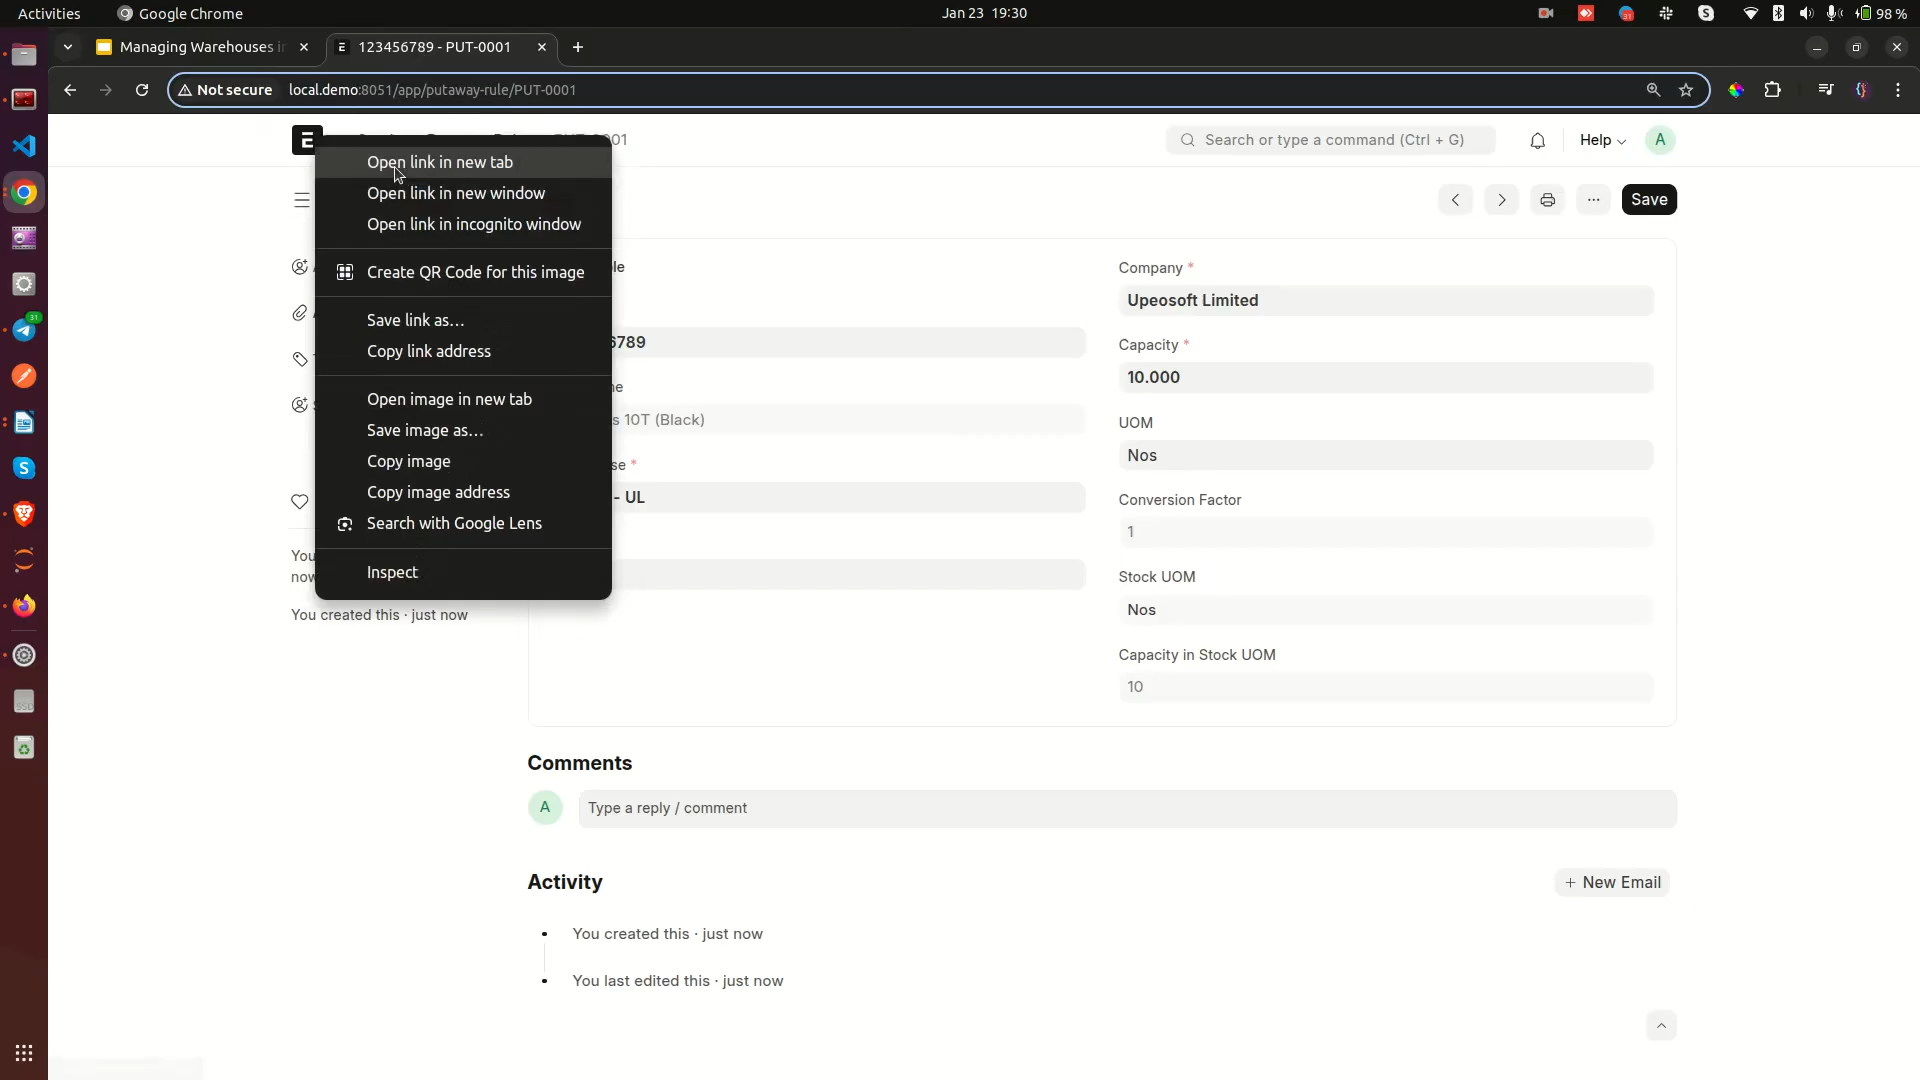 Activities
Google Chrome
Jan 23 19:30
98 %
Managing Warehouses in
123456789 - PUT-0001
Not secure
local.demo:8051/app/putaway-rule/PUT-0001
Search or type a command (Ctrl + G)
Help
A
Open link in new tab
Open link in new window
Open link in incognito window
Create QR Code for this image
Save link as…
Copy link address
Open image in new tab
Save image as…
Copy image
Copy image address
Search with Google Lens
Inspect
Save
Company *
Upeosoft Limited
6789
Capacity *
10.000
10T (Black)
UOM
Nos
- UL
Conversion Factor
1
You
now
Stock UOM
Nos
You created this · just now
Capacity in Stock UOM
10
Comments
A
Type a reply / comment
Activity
+ New Email
You created this · just now
You last edited this · just now